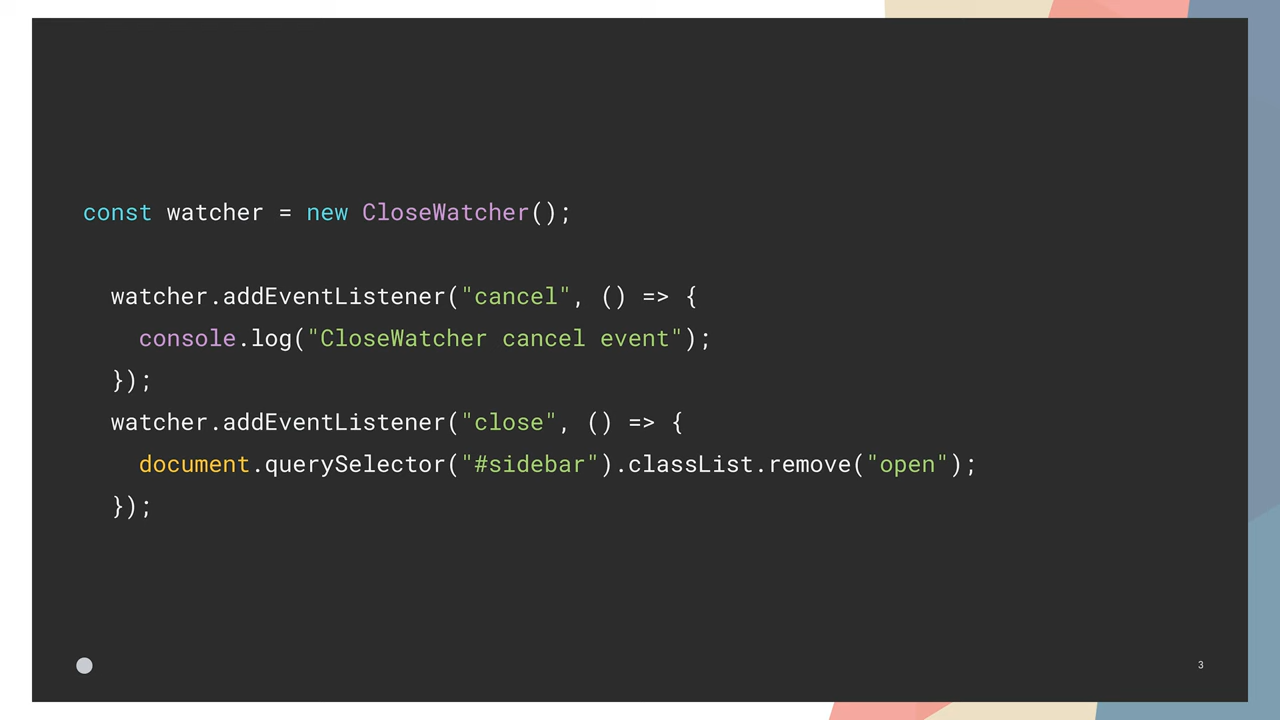 const watcher = new CloseWatcher();
watcher.addEventListener("cancel", () => {
console.log("CloseWatcher cancel event");
});
watcher.addEventListener("close", () => {
document.querySelector("#sidebar").classList.remove("open");
});
3